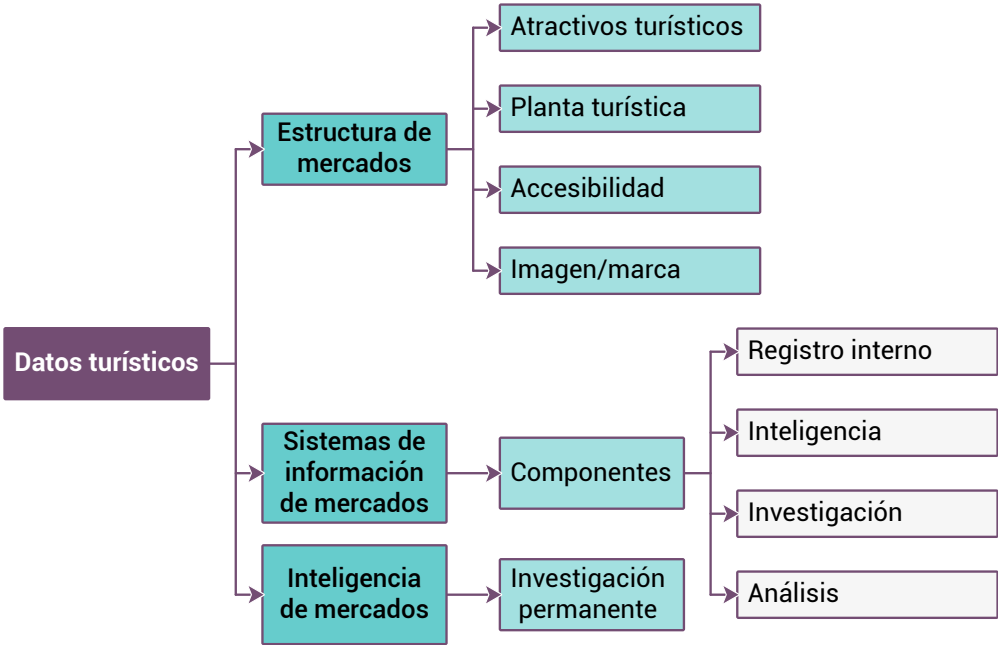 Datos turísticos
Estructura de
mercados
Atractivos turísticos
Planta turística
Accesibilidad
Imagen/marca
Sistemas de
información
de mercados
Componentes
Registro interno
Inteligencia
Investigación
Análisis
Inteligencia
de mercados
Investigación
permanente